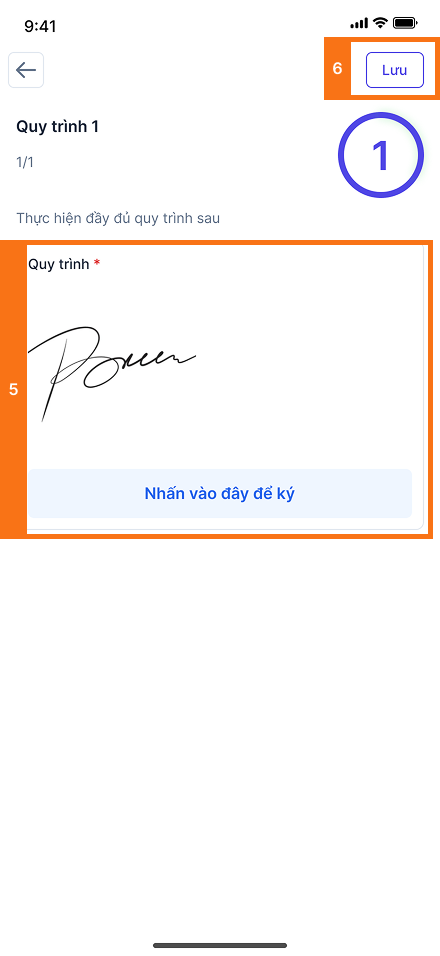 9:41
6
Lưu
Quy trình 1
1/1
1
Thực hiện đầy đủ quy trình sau
Quy trình *
5
Nhấn vào đây để ký